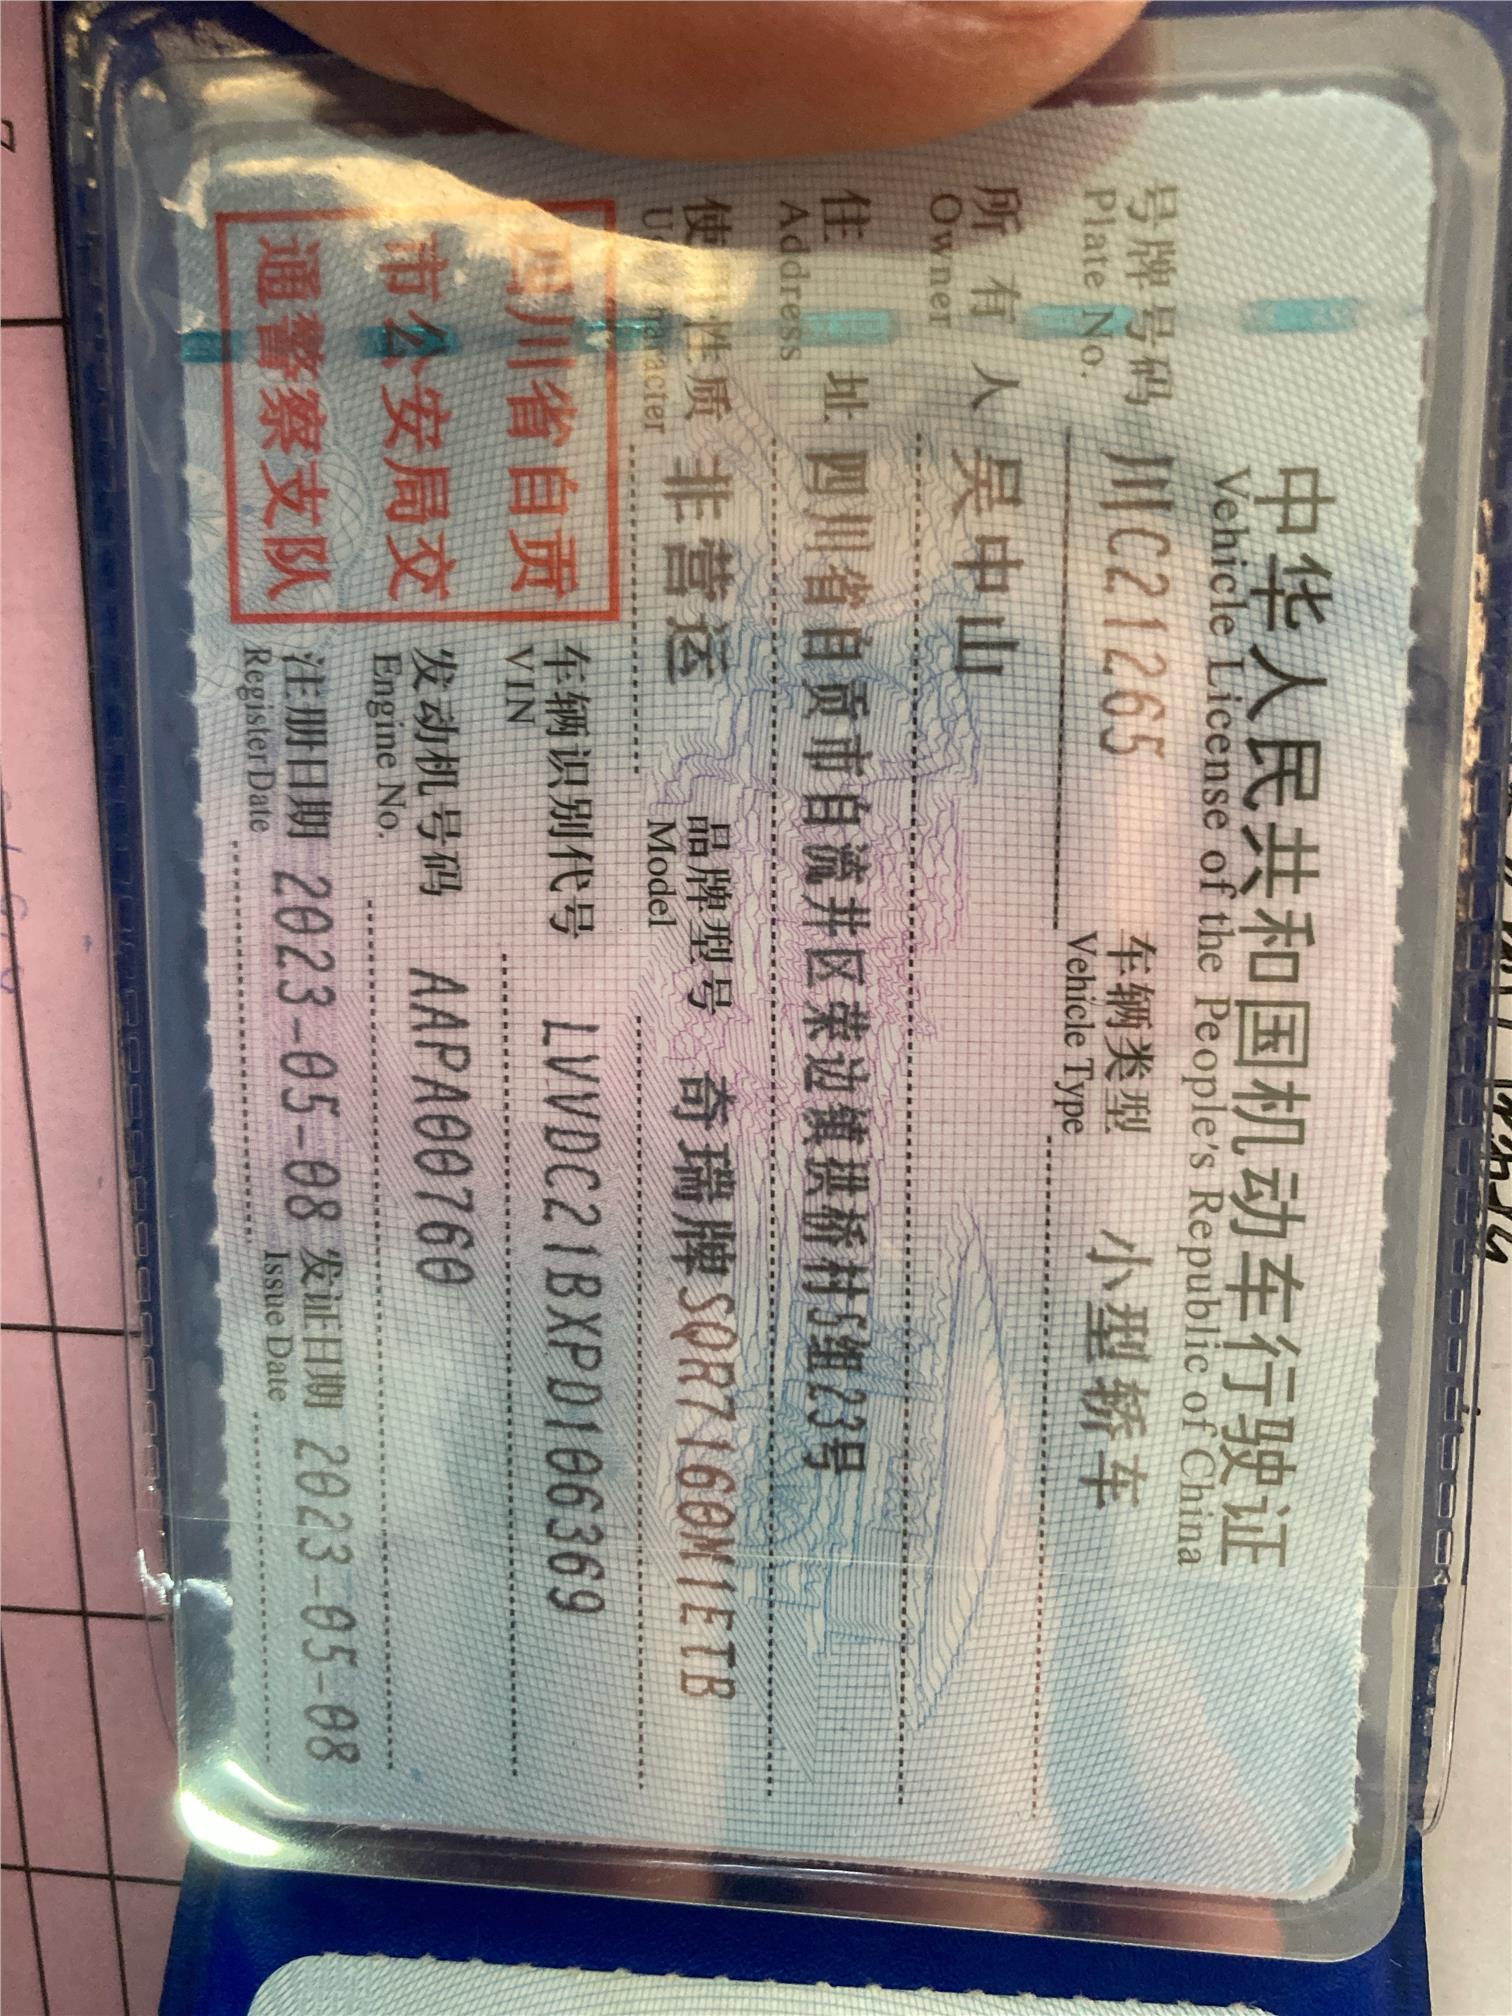 中华人民共和国机动车行驶证
Vehicle License of the People's Republic of China
号牌号码 川C21265 车辆类型 小型轿车
Plate No. Vehicle Type
所有人 吴中山
Owner
住址 四川省自贡市自流井区荣边镇拱桥村5组23号
Address
使用性质 非营运 品牌型号 奇瑞牌SQR7160M1ETB
Use Character Model
四川省自贡
市公安局交
通警察支队
车辆识别代号 LVVDC21BXPD106369
VIN
发动机号码 AAPA00760
Engine No.
注册日期 2023-05-08 发证日期 2023-05-08
Register Date Issue Date